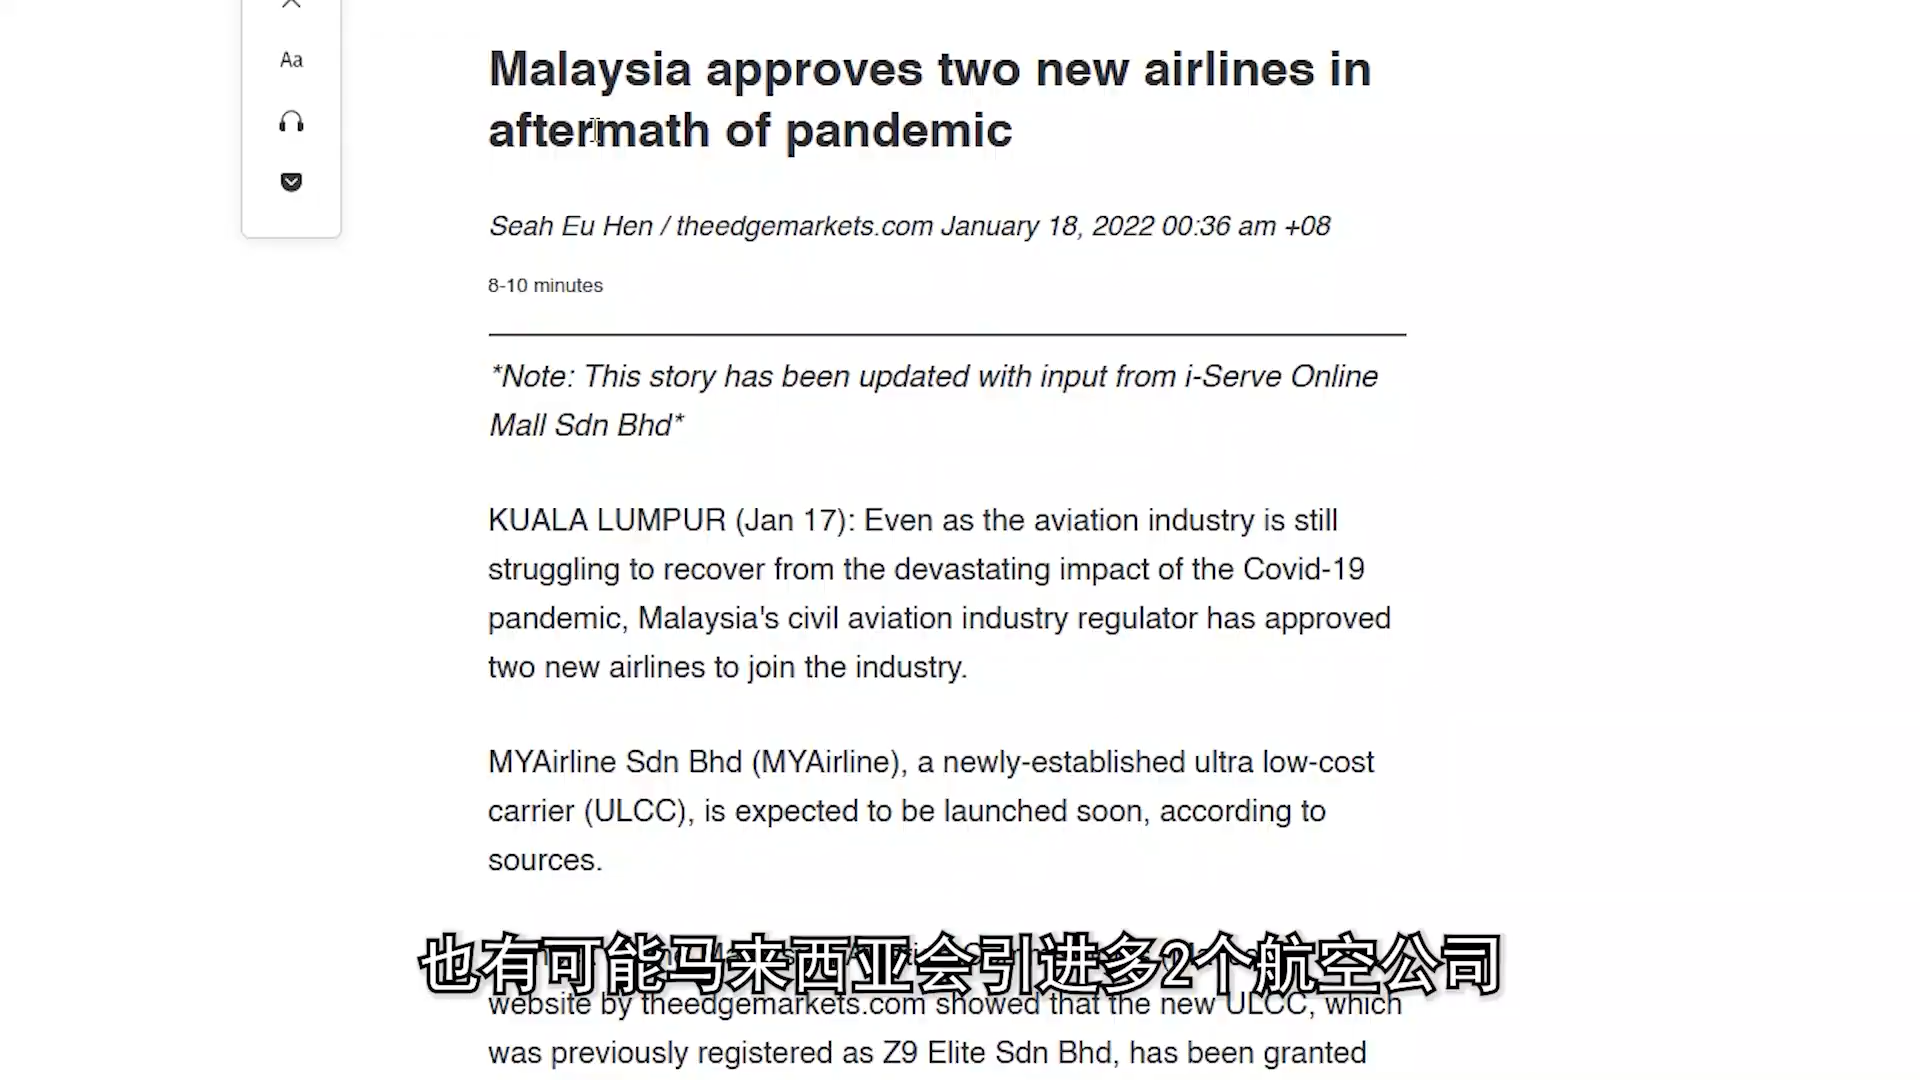 Aa
Malaysia approves two new airlines in
aftermath of pandemic
Seah Eu Hen / theedgemarkets.com January 18, 2022 00:36 am +08
8-10 minutes
*Note: This story has been updated with input from i-Serve Online
Mall Sdn Bhd*
KUALA LUMPUR (Jan 17): Even as the aviation industry is still
struggling to recover from the devastating impact of the Covid-19
pandemic, Malaysia's civil aviation industry regulator has approved
two new airlines to join the industry.
MYAirline Sdn Bhd (MYAirline), a newly-established ultra low-cost
carrier (ULCC), is expected to be launched soon, according to
sources.
也有可能马来西亚会引进多2个航空公司
website by theedgemarkets.com showed that the new ULCC, which
was previously registered as Z9 Elite Sdn Bhd, has been granted